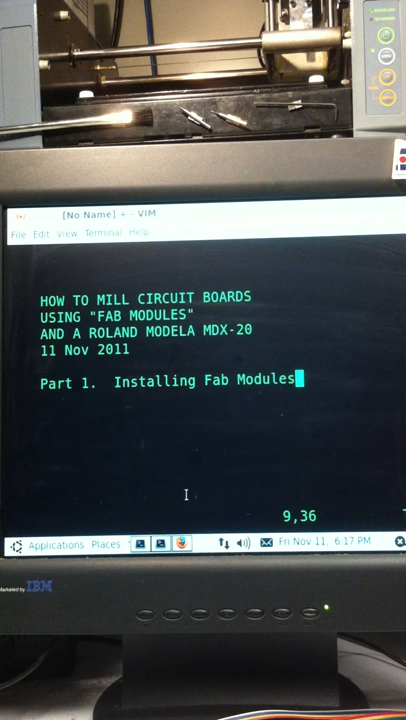 [No Name] + - VIM
File Edit View Terminal Help
HOW TO MILL CIRCUIT BOARDS
USING "FAB MODULES"
AND A ROLAND MODELA MDX-20
11 Nov 2011
Part 1. Installing Fab Modules
9,36
Applications Places
Fri Nov 11, 6:17 PM
Marketed by IBM